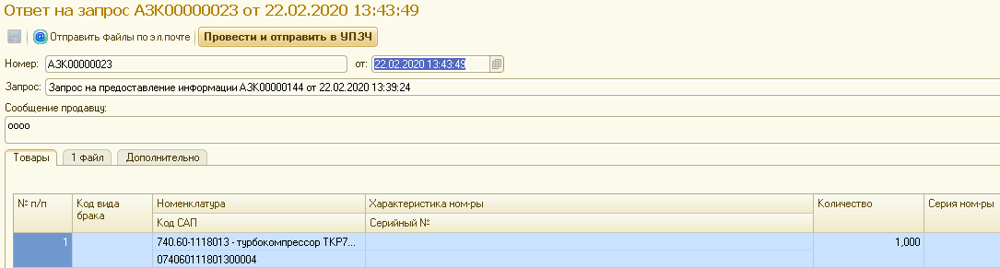 Ответ на запрос АЗК00000023 от 22.02.2020 13:43:49
Отправить файлы по эл.почте Провести и отправить в УПЗЧ
Номер: АЗК00000023 от: 22.02.2020 13:43:49
Запрос: Запрос на предоставление информации АЗК00000144 от 22.02.2020 13:39:24
Сообщение продавцу:
оооо
Товары 1 файл Дополнительно
№ п/п Код вида брака Номенклатура Характеристика ном-ры Количество Серия ном-ры
Код САП Серийный №
1 740.60-1118013 - турбокомпрессор ТКР7... 1,000
074060111801300004